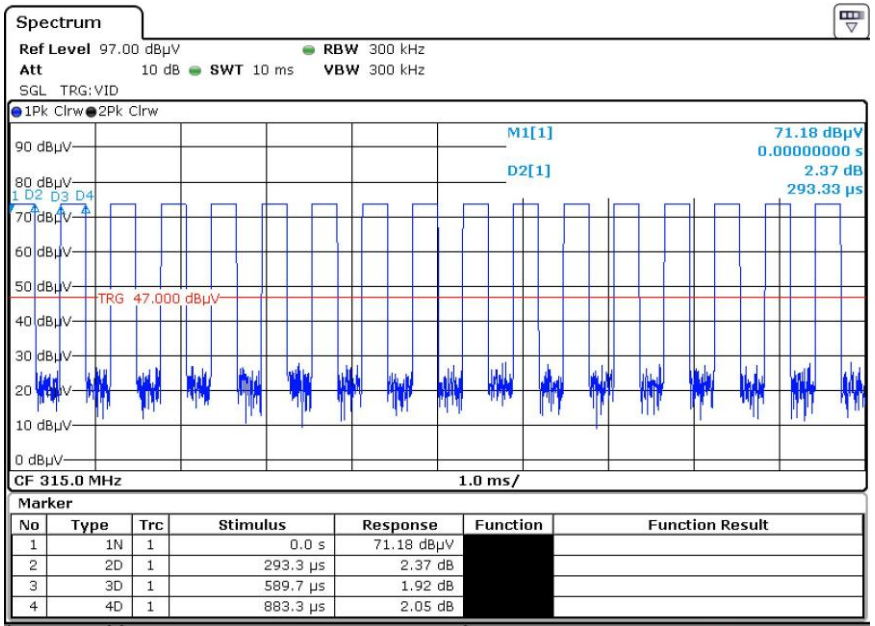 Spectrum
Ref Level 97.00 dBµV RBW 300 kHz
Att 10 dB SWT 10 ms VBW 300 kHz
SGL TRG:VID
1Pk Clrw 2Pk Clrw
M1[1] 71.18 dBµV
0.00000000 s
D2[1] 2.37 dB
293.33 µs
90 dBµV
80 dBµV
1 D2 D3 D4
70 dBµV
60 dBµV
50 dBµV
TRG 47.000 dBµV
40 dBµV
30 dBµV
20 dBµV
10 dBµV
0 dBµV
CF 315.0 MHz 1.0 ms/
Marker
No Type Trc Stimulus Response Function Function Result
1 1N 1 0.0 s 71.18 dBµV
2 2D 1 293.3 µs 2.37 dB
3 3D 1 589.7 µs 1.92 dB
4 4D 1 883.3 µs 2.05 dB